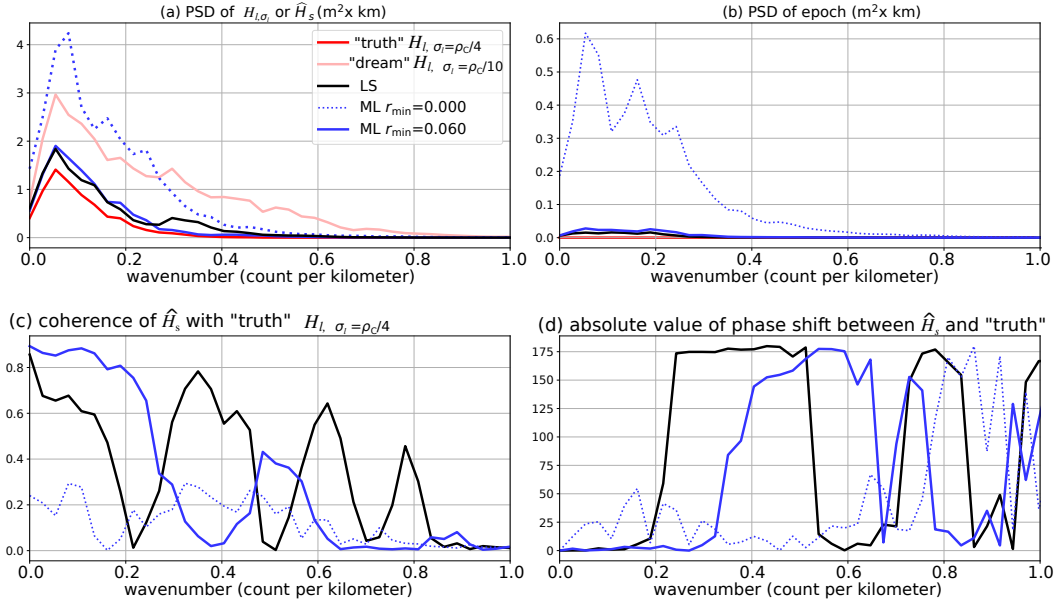 (a) PSD of H_{l,σ_l} or Ĥ_s (m²x km)
4
3
2
1
0
0.0 0.2 0.4 0.6 0.8 1.0
wavenumber (count per kilometer)
"truth" H_{l, σ_l=ρ_C/4}
"dream" H_{l, σ_l=ρ_C/10}
LS
ML r_min=0.000
ML r_min=0.060
(b) PSD of epoch (m²x km)
0.6
0.5
0.4
0.3
0.2
0.1
0.0
0.0 0.2 0.4 0.6 0.8 1.0
wavenumber (count per kilometer)
(c) coherence of Ĥ_s with "truth" H_{l, σ_l=ρ_C/4}
0.8
0.6
0.4
0.2
0.0
0.0 0.2 0.4 0.6 0.8 1.0
wavenumber (count per kilometer)
(d) absolute value of phase shift between Ĥ_s and "truth"
175
150
125
100
75
50
25
0
0.0 0.2 0.4 0.6 0.8 1.0
wavenumber (count per kilometer)